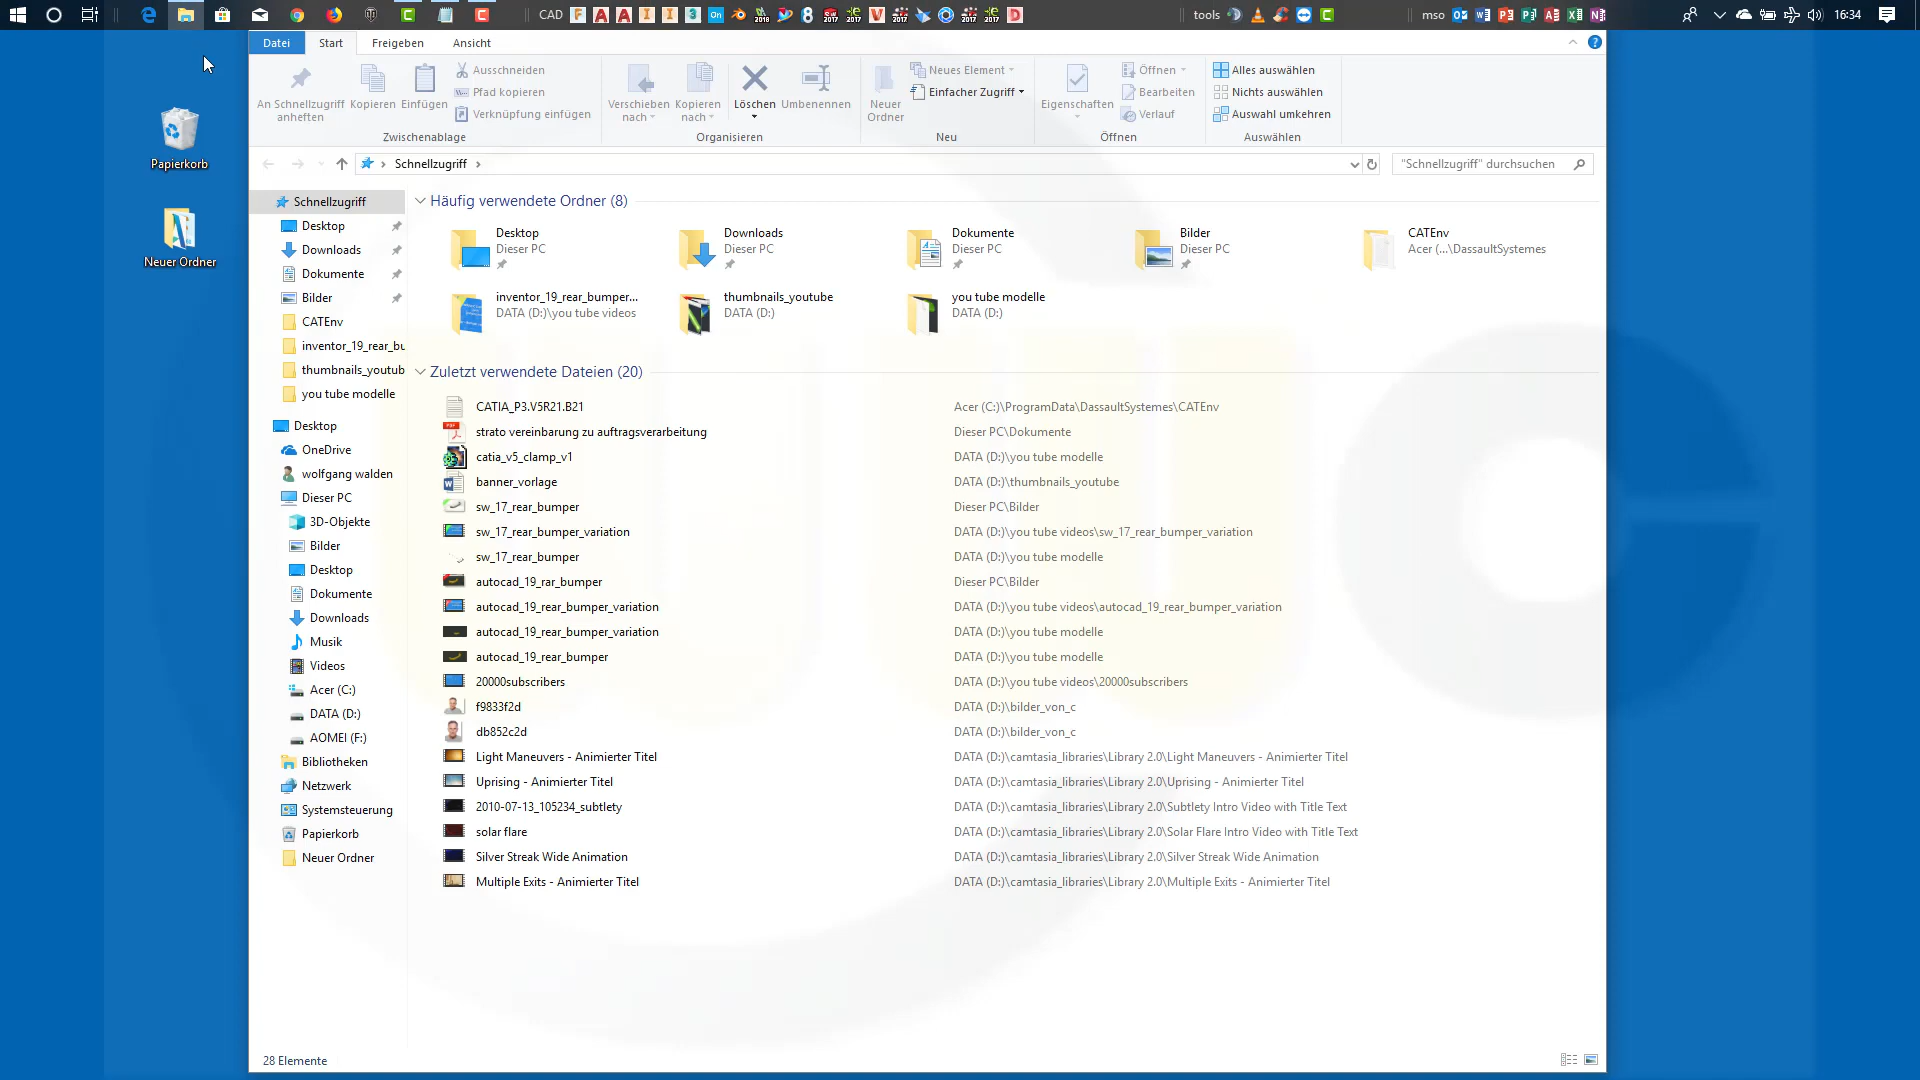 CAD
tools
mso
16:34
Datei Start Freigeben Ansicht
An Schnellzugriff anheften
Kopieren
Einfügen
Ausschneiden
Pfad kopieren
Verknüpfung einfügen
Zwischenablage
Verschieben nach
Kopieren nach
Löschen
Umbenennen
Organisieren
Neuer Ordner
Neues Element
Einfacher Zugriff
Neu
Eigenschaften
Öffnen
Bearbeiten
Verlauf
Öffnen
Alles auswählen
Nichts auswählen
Auswahl umkehren
Auswählen
Papierkorb
Neuer Ordner
Schnellzugriff
"Schnellzugriff" durchsuchen
Schnellzugriff
Desktop
Downloads
Dokumente
Bilder
CATEnv
inventor_19_rear_bu
thumbnails_youtub
you tube modelle
Desktop
OneDrive
wolfgang walden
Dieser PC
3D-Objekte
Bilder
Desktop
Dokumente
Downloads
Musik
Videos
Acer (C:)
DATA (D:)
AOMEI (F:)
Bibliotheken
Netzwerk
Systemsteuerung
Papierkorb
Neuer Ordner
Häufig verwendete Ordner (8)
Desktop
Dieser PC
Downloads
Dieser PC
Dokumente
Dieser PC
Bilder
Dieser PC
CATEnv
Acer (...\DassaultSystemes
inventor_19_rear_bumper...
DATA (D:)\you tube videos
thumbnails_youtube
DATA (D:)
you tube modelle
DATA (D:)
Zuletzt verwendete Dateien (20)
CATIA_P3.V5R21.B21 Acer (C:)\ProgramData\DassaultSystemes\CATEnv
strato vereinbarung zu auftragsverarbeitung Dieser PC\Dokumente
catia_v5_clamp_v1 DATA (D:)\you tube modelle
banner_vorlage DATA (D:)\thumbnails_youtube
sw_17_rear_bumper Dieser PC\Bilder
sw_17_rear_bumper_variation DATA (D:)\you tube videos\sw_17_rear_bumper_variation
sw_17_rear_bumper DATA (D:)\you tube modelle
autocad_19_rar_bumper Dieser PC\Bilder
autocad_19_rear_bumper_variation DATA (D:)\you tube videos\autocad_19_rear_bumper_variation
autocad_19_rear_bumper_variation DATA (D:)\you tube modelle
autocad_19_rear_bumper DATA (D:)\you tube modelle
20000subscribers DATA (D:)\you tube videos\20000subscribers
f9833f2d DATA (D:)\bilder_von_c
db852c2d DATA (D:)\bilder_von_c
Light Maneuvers - Animierter Titel DATA (D:)\camtasia_libraries\Library 2.0\Light Maneuvers - Animierter Titel
Uprising - Animierter Titel DATA (D:)\camtasia_libraries\Library 2.0\Uprising - Animierter Titel
2010-07-13_105234_subtlety DATA (D:)\camtasia_libraries\Library 2.0\Subtlety Intro Video with Title Text
solar flare DATA (D:)\camtasia_libraries\Library 2.0\Solar Flare Intro Video with Title Text
Silver Streak Wide Animation DATA (D:)\camtasia_libraries\Library 2.0\Silver Streak Wide Animation
Multiple Exits - Animierter Titel DATA (D:)\camtasia_libraries\Library 2.0\Multiple Exits - Animierter Titel
28 Elemente